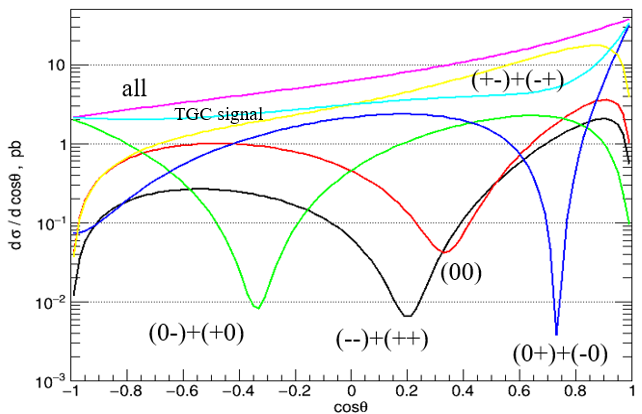 dσ / dcosθ , pb
10
1
10⁻¹
10⁻²
10⁻³
all
TGC signal
(+-)+(-+)
(00)
(0-)+(+0)
(--)+(++)
(0+)+(-0)
−1 −0.8 −0.6 −0.4 −0.2 0 0.2 0.4 0.6 0.8 1
cosθ